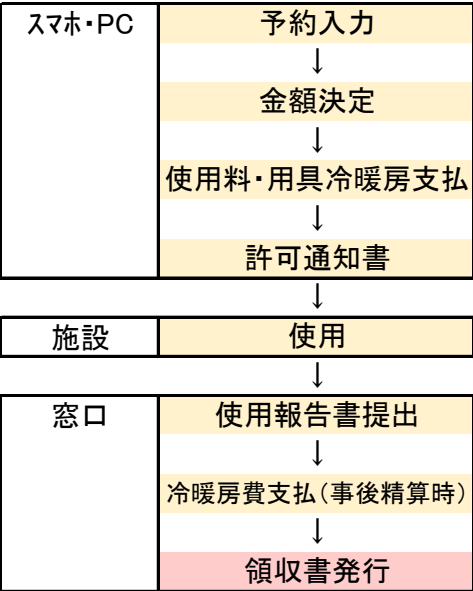 ｽﾏﾎ・PC
予約入力
↓
金額決定
↓
使用料・用具冷暖房支払
↓
許可通知書
↓
施設
使用
↓
窓口
使用報告書提出
↓
冷暖房費支払（事後精算時）
↓
領収書発行